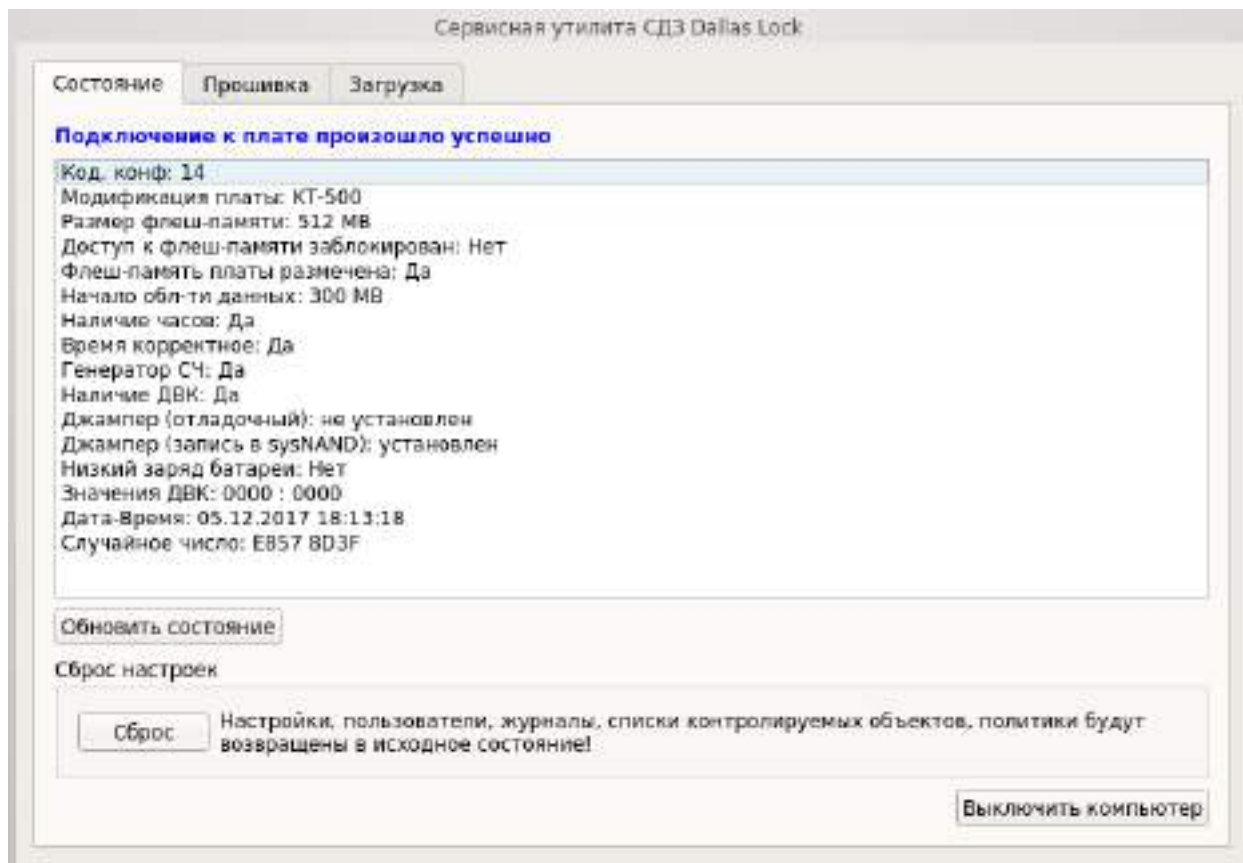 Сервисная утилита СДЗ Dallas Lock
Состояние Прошивка Загрузка
Подключение к плате произошло успешно
Код. конф: 14
Модификация платы: КТ-500
Размер флеш-памяти: 512 MB
Доступ к флеш-памяти заблокирован: Нет
Флеш-память платы размечена: Да
Начало обл-ти данных: 300 MB
Наличие часов: Да
Время корректное: Да
Генератор СЧ: Да
Наличие ДВК: Да
Джампер (отладочный): не установлен
Джампер (запись в sysNAND): установлен
Низкий заряд батареи: Нет
Значения ДВК: 0000 : 0000
Дата-Время: 05.12.2017 18:13:18
Случайное число: E857 8D3F
Обновить состояние
Сброс настроек
Сброс
Настройки, пользователи, журналы, списки контролируемых объектов, политики будут
возвращены в исходное состояние!
Выключить компьютер